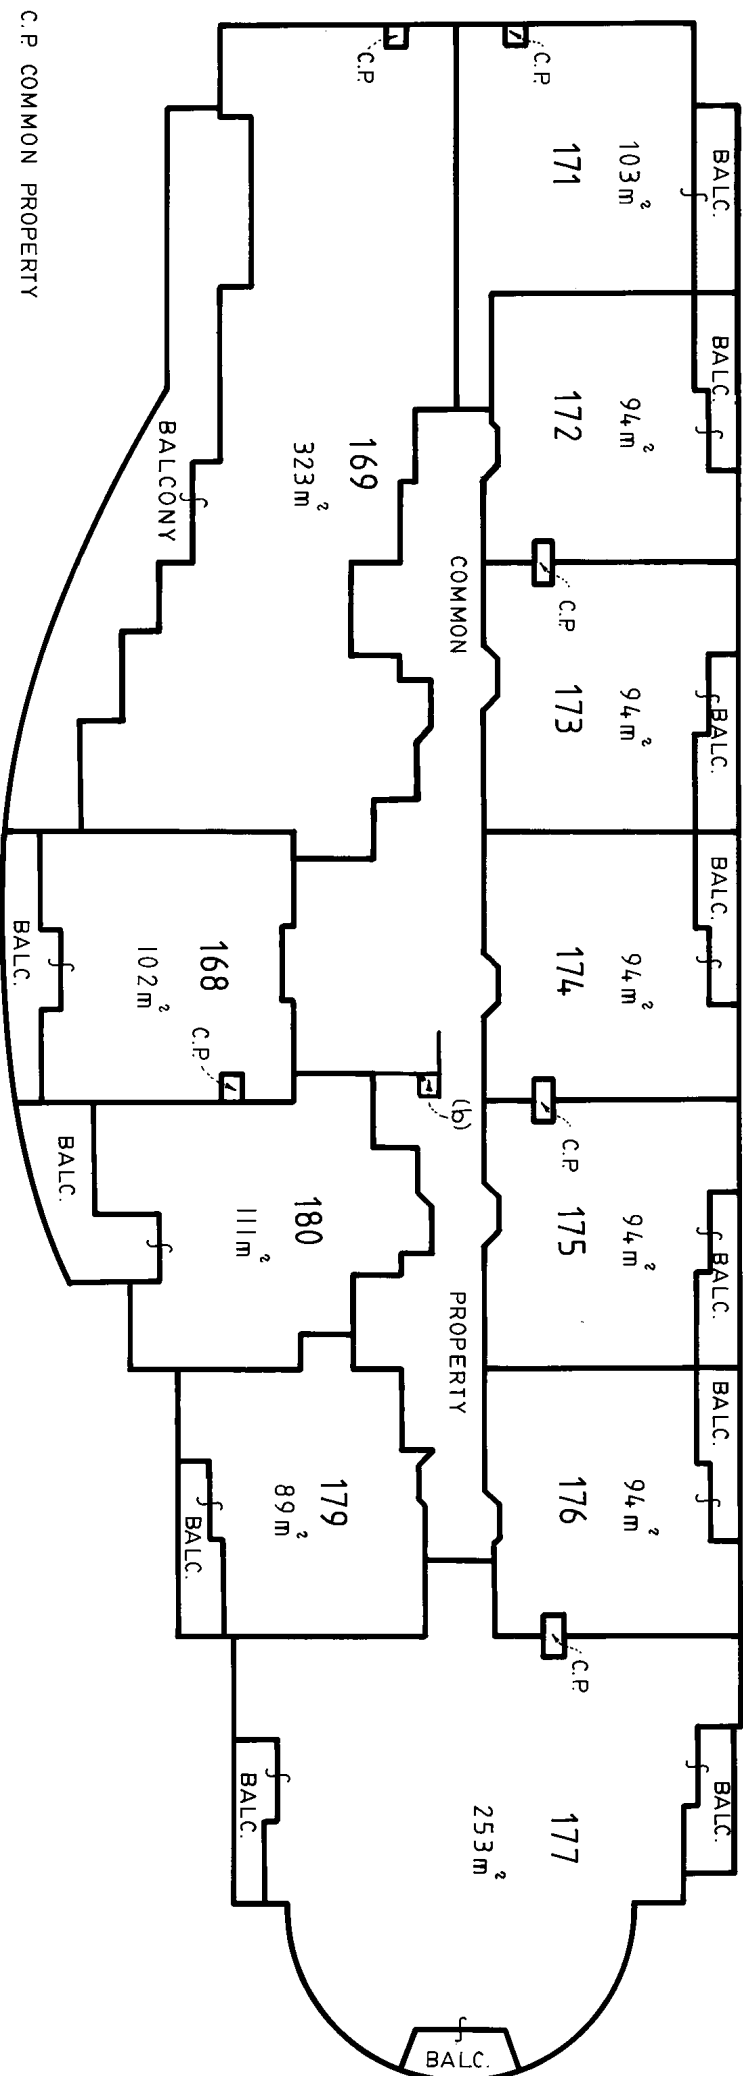 C.P. COMMON PROPERTY
BALC.
103m²
171
C.P.
C.P.
BALC.
94m²
172
C.P.
BALC.
94m²
173
BALC.
94m²
174
C.P.
BALC.
94m²
175
BALC.
94m²
176
C.P.
BALC.
177
253m²
BALC.
BALC.
COMMON PROPERTY
169
323m²
BALCONY
168
102m²
C.P.
BALC.
(b)
180
111m²
BALC.
179
89m²
BALC.